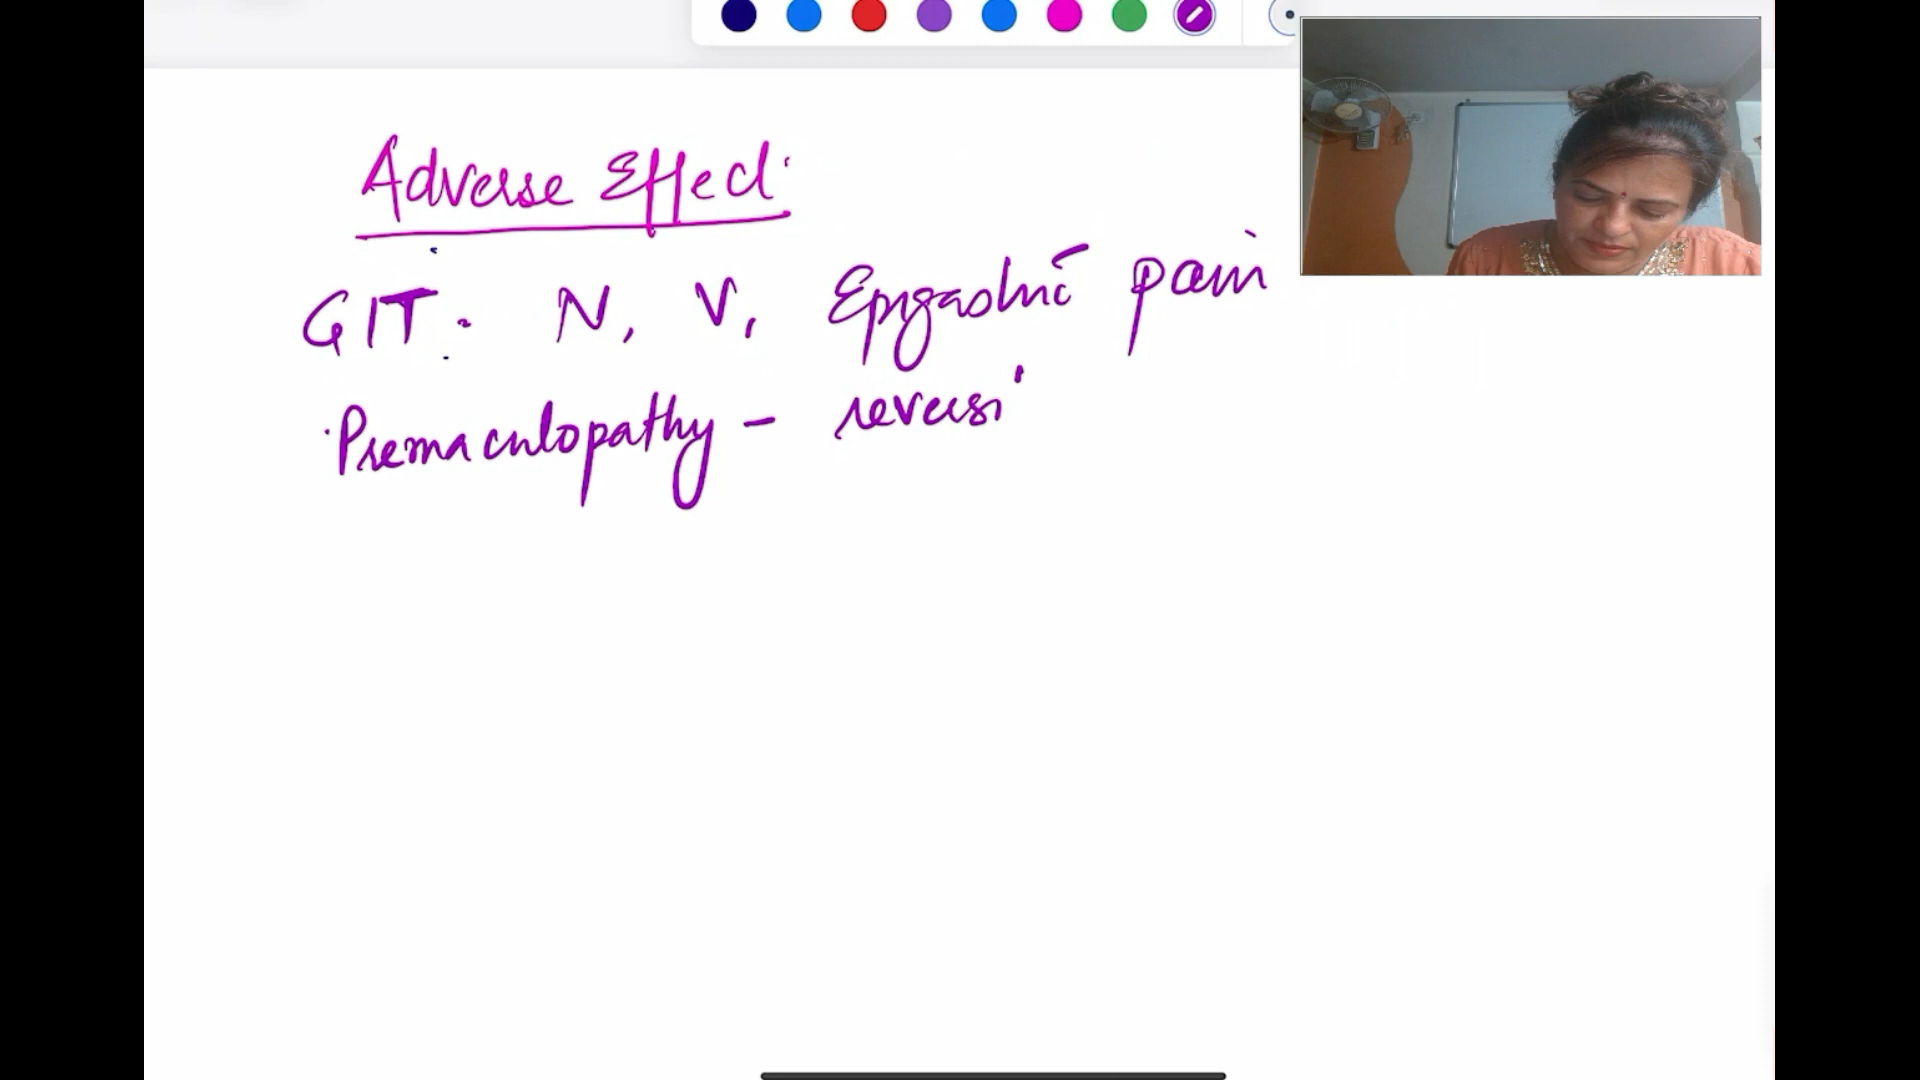 Adverse Effect.
GIT. N, V, Epigastric pain
Premaculopathy - reversi